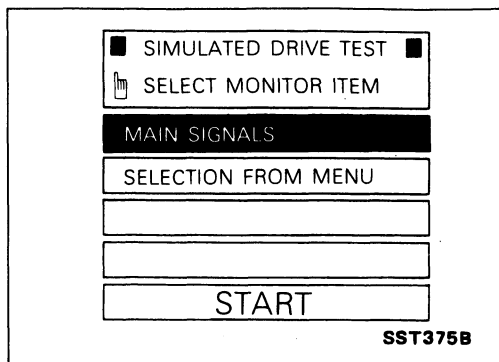 SIMULATED DRIVE TEST
SELECT MONITOR ITEM
MAIN SIGNALS
SELECTION FROM MENU
START
SST375B